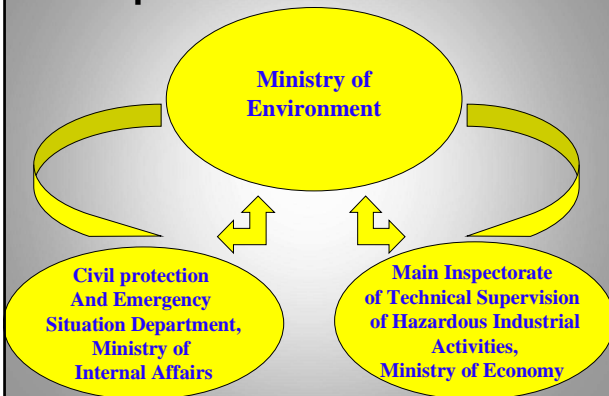 Ministry of
Environment
Civil protection
And Emergency
Situation Department,
Ministry of
Internal Affairs
Main Inspectorate
of Technical Supervision
of Hazardous Industrial
Activities,
Ministry of Economy